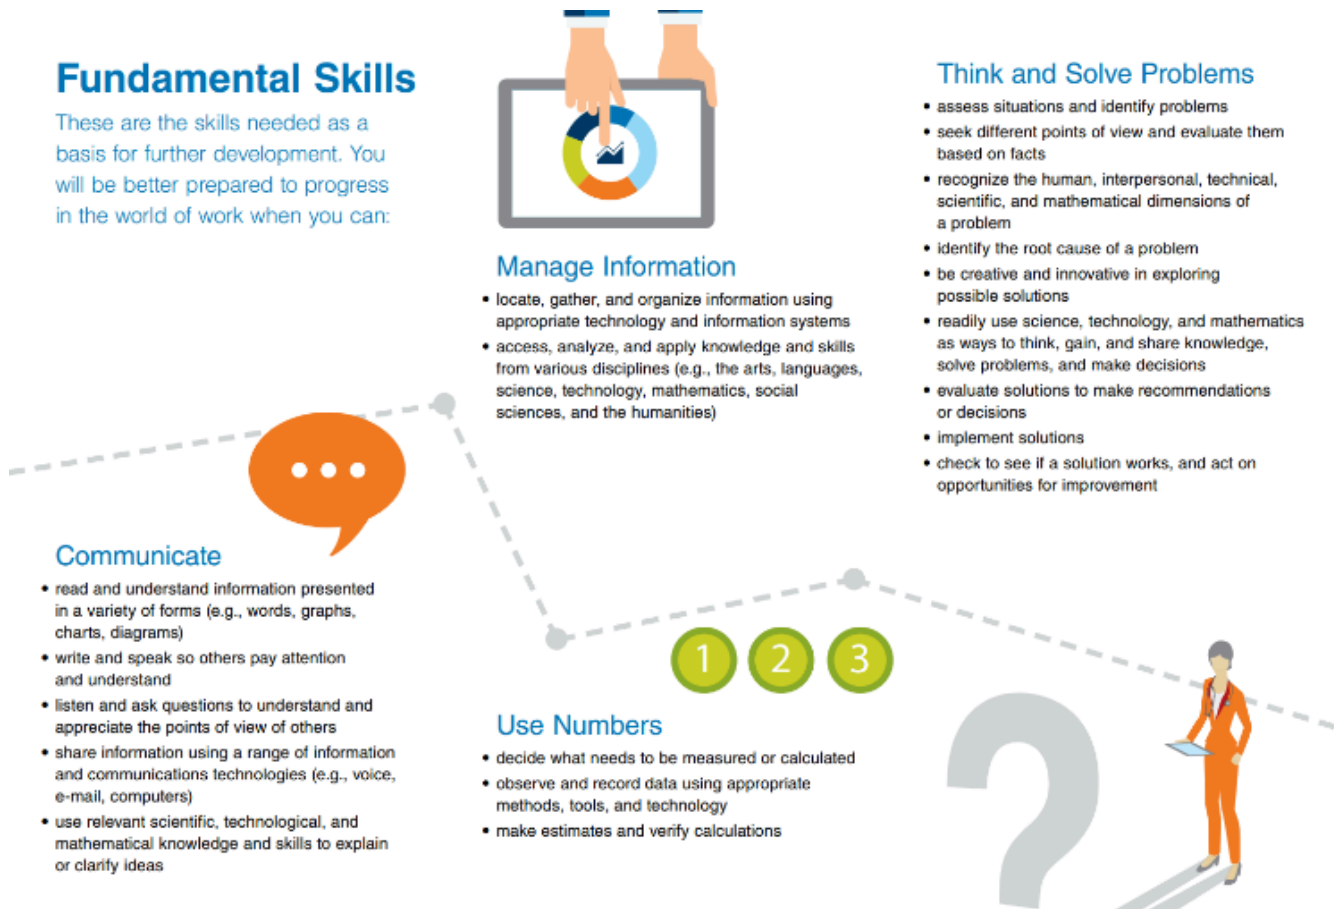 Fundamental Skills
These are the skills needed as a
basis for further development. You
will be better prepared to progress
in the world of work when you can:
Communicate
• read and understand information presented
in a variety of forms (e.g., words, graphs,
charts, diagrams)
• write and speak so others pay attention
and understand
• listen and ask questions to understand and
appreciate the points of view of others
• share information using a range of information
and communications technologies (e.g., voice,
e-mail, computers)
• use relevant scientific, technological, and
mathematical knowledge and skills to explain
or clarify ideas
Manage Information
• locate, gather, and organize information using
appropriate technology and information systems
• access, analyze, and apply knowledge and skills
from various disciplines (e.g., the arts, languages,
science, technology, mathematics, social
sciences, and the humanities)
1 2 3
Use Numbers
• decide what needs to be measured or calculated
• observe and record data using appropriate
methods, tools, and technology
• make estimates and verify calculations
Think and Solve Problems
• assess situations and identify problems
• seek different points of view and evaluate them
based on facts
• recognize the human, interpersonal, technical,
scientific, and mathematical dimensions of
a problem
• identify the root cause of a problem
• be creative and innovative in exploring
possible solutions
• readily use science, technology, and mathematics
as ways to think, gain, and share knowledge,
solve problems, and make decisions
• evaluate solutions to make recommendations
or decisions
• implement solutions
• check to see if a solution works, and act on
opportunities for improvement
?